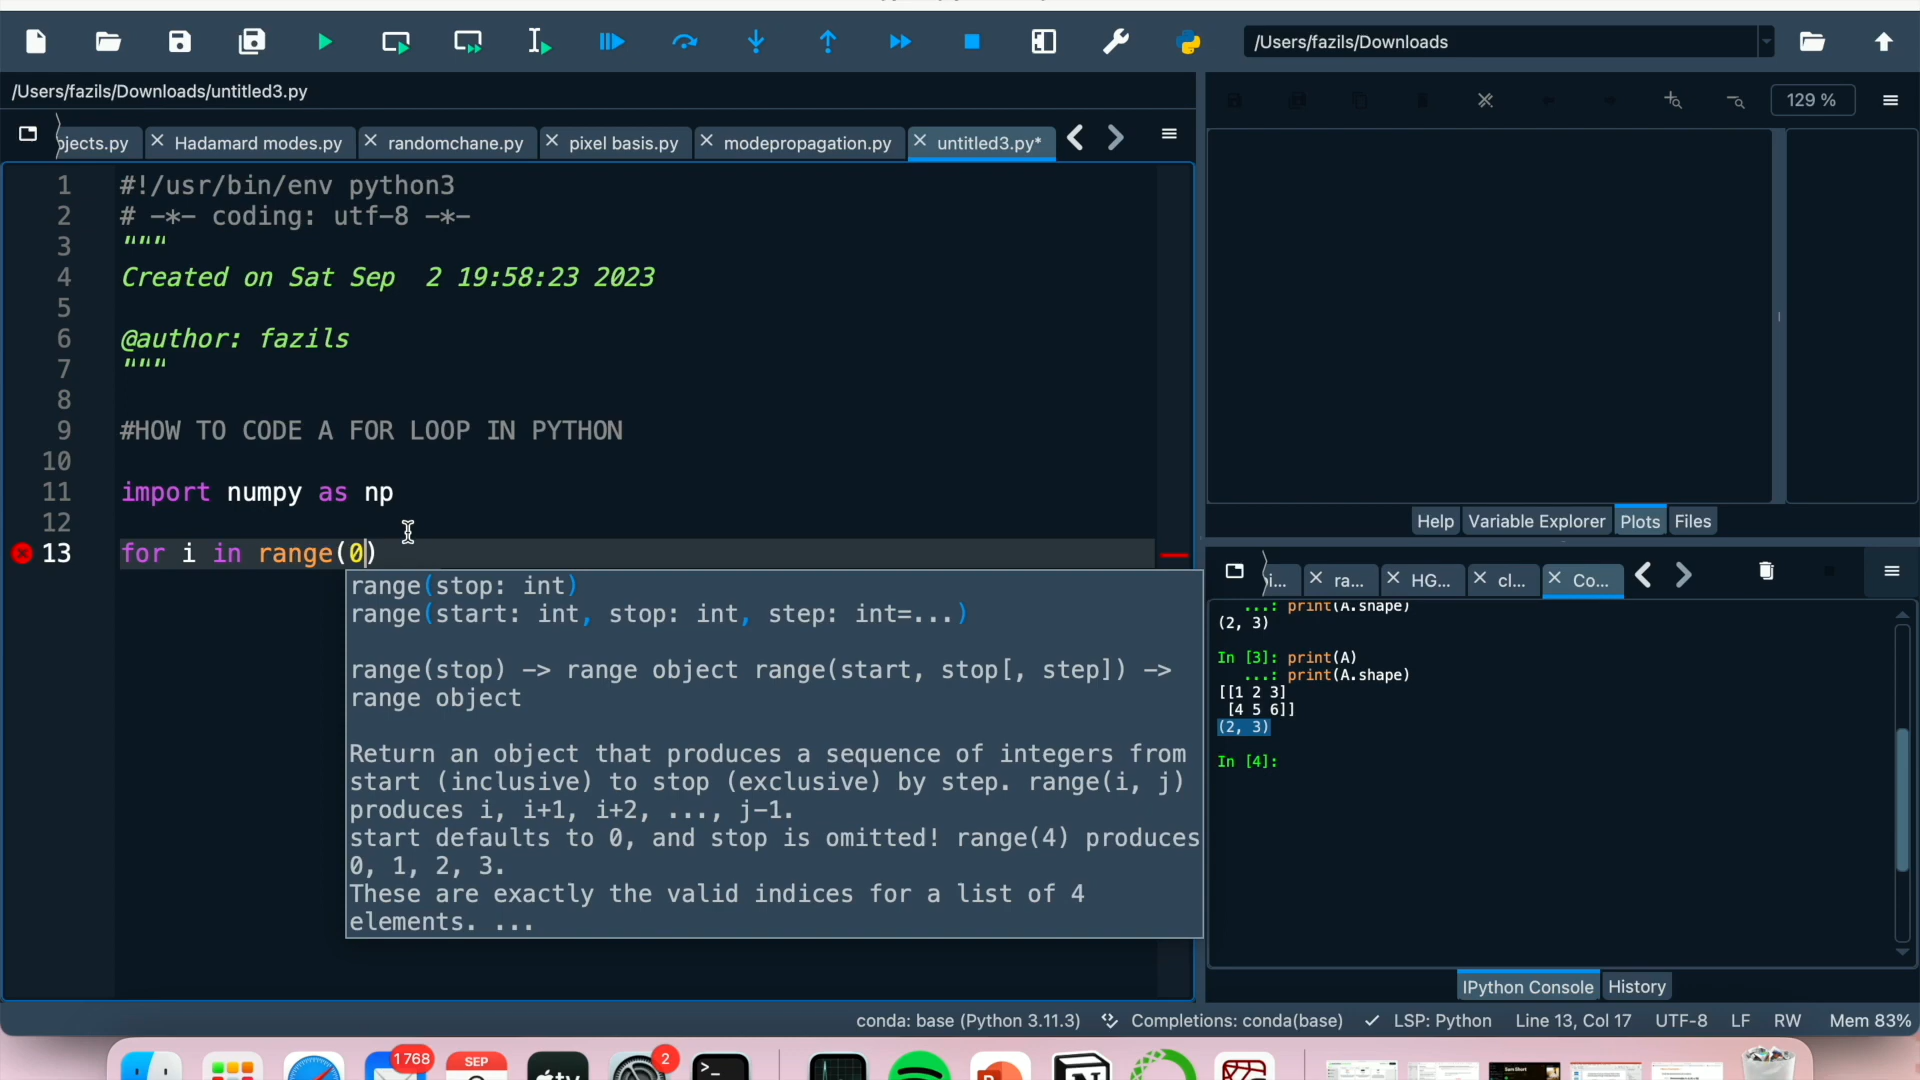 /Users/fazils/Downloads
/Users/fazils/Downloads/untitled3.py
129 %
ojects.py
Hadamard modes.py
randomchane.py
pixel basis.py
modepropagation.py
untitled3.py*
1 #!/usr/bin/env python3
2 # -*- coding: utf-8 -*-
3 """
4 Created on Sat Sep  2 19:58:23 2023
5
6 @author: fazils
7 """
8
9 #HOW TO CODE A FOR LOOP IN PYTHON
10
11 import numpy as np
12
13 for i in range(0)
range(stop: int)
range(start: int, stop: int, step: int=...)
range(stop) -> range object range(start, stop[, step]) ->
range object
Return an object that produces a sequence of integers from
start (inclusive) to stop (exclusive) by step. range(i, j)
produces i, i+1, i+2, ..., j-1.
start defaults to 0, and stop is omitted! range(4) produces
0, 1, 2, 3.
These are exactly the valid indices for a list of 4
elements. ...
Help
Variable Explorer
Plots
Files
i...
ra...
HG...
cl...
Co...
...: print(A.shape)
(2, 3)
In [3]: print(A)
...: print(A.shape)
[[1 2 3]
[4 5 6]]
(2, 3)
In [4]:
IPython Console
History
conda: base (Python 3.11.3)
Completions: conda(base)
LSP: Python
Line 13, Col 17
UTF-8
LF
RW
Mem 83%
1768
SEP
tv
2
>_